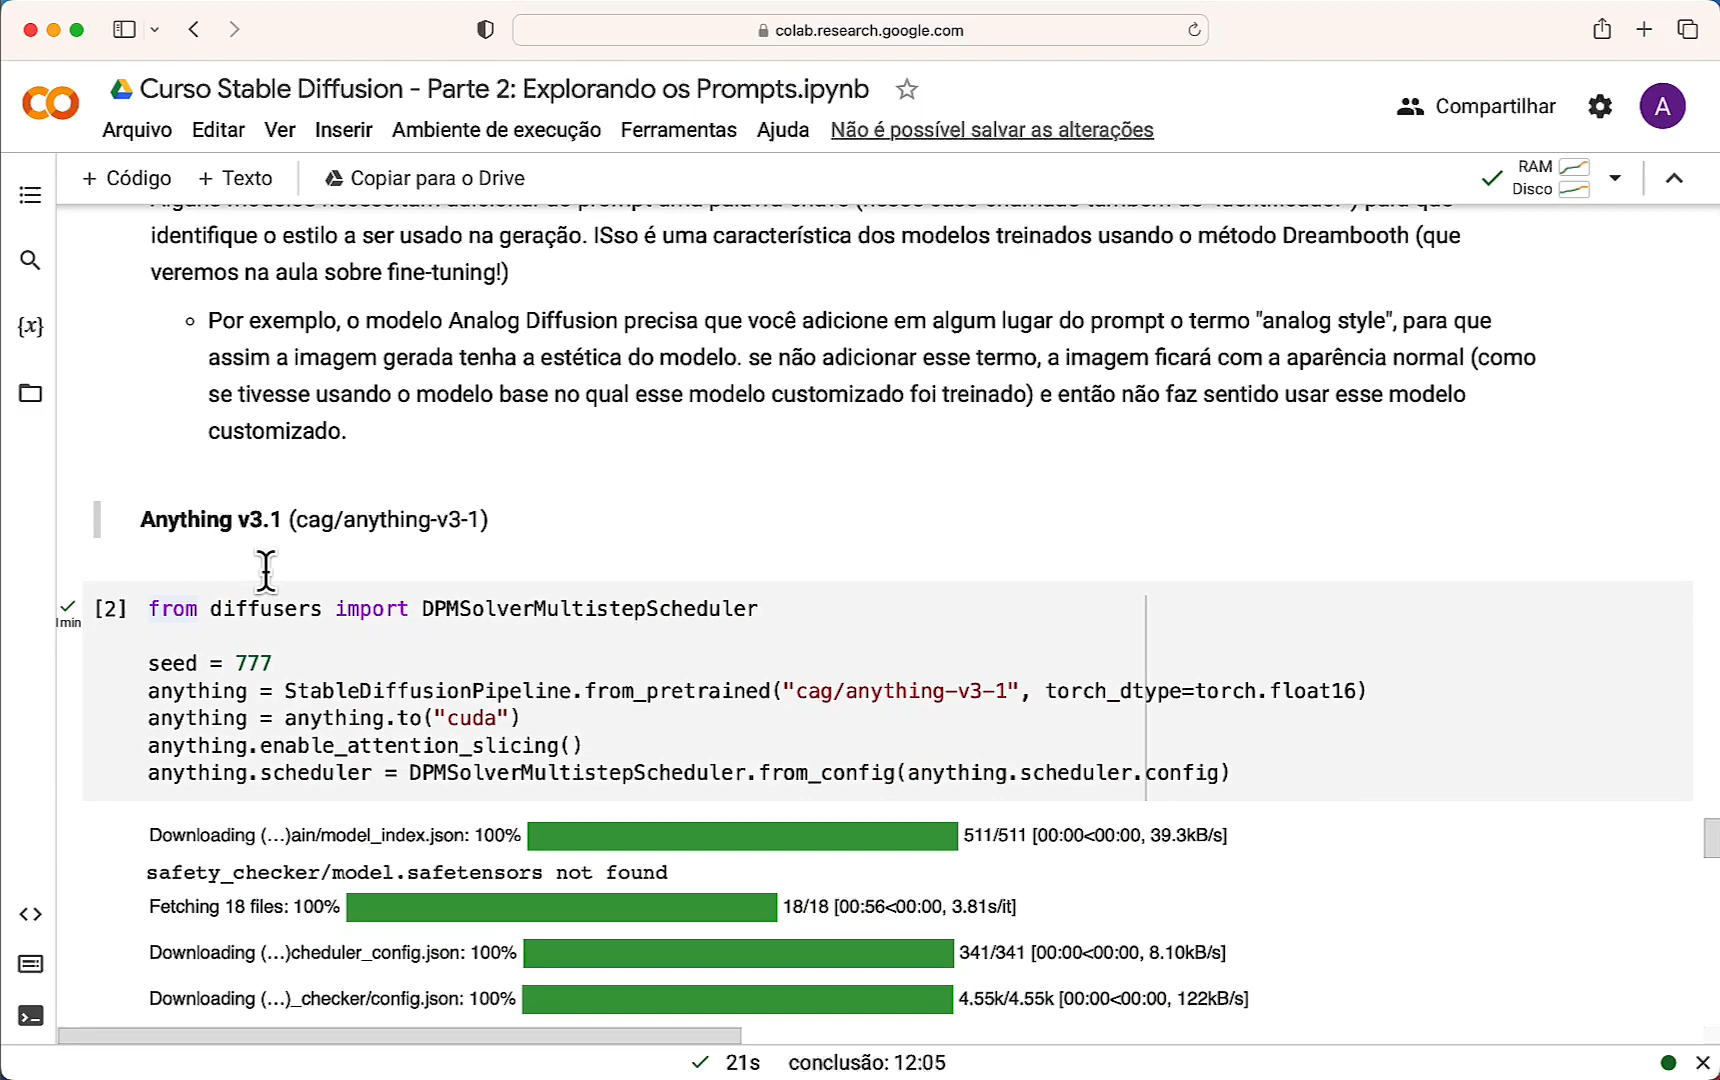 colab.research.google.com
Curso Stable Diffusion - Parte 2: Explorando os Prompts.ipynb
Compartilhar
A
Arquivo Editar Ver Inserir Ambiente de execução Ferramentas Ajuda Não é possível salvar as alterações
+ Código + Texto Copiar para o Drive
RAM
Disco
identifique o estilo a ser usado na geração. ISso é uma característica dos modelos treinados usando o método Dreambooth (que
veremos na aula sobre fine-tuning!)
Por exemplo, o modelo Analog Diffusion precisa que você adicione em algum lugar do prompt o termo "analog style", para que
assim a imagem gerada tenha a estética do modelo. se não adicionar esse termo, a imagem ficará com a aparência normal (como
se tivesse usando o modelo base no qual esse modelo customizado foi treinado) e então não faz sentido usar esse modelo
customizado.
Anything v3.1 (cag/anything-v3-1)
[2] from diffusers import DPMSolverMultistepScheduler
1min
seed = 777
anything = StableDiffusionPipeline.from_pretrained("cag/anything-v3-1", torch_dtype=torch.float16)
anything = anything.to("cuda")
anything.enable_attention_slicing()
anything.scheduler = DPMSolverMultistepScheduler.from_config(anything.scheduler.config)
Downloading (…)ain/model_index.json: 100% 511/511 [00:00<00:00, 39.3kB/s]
safety_checker/model.safetensors not found
Fetching 18 files: 100% 18/18 [00:56<00:00, 3.81s/it]
Downloading (…)cheduler_config.json: 100% 341/341 [00:00<00:00, 8.10kB/s]
Downloading (…)_checker/config.json: 100% 4.55k/4.55k [00:00<00:00, 122kB/s]
21s conclusão: 12:05